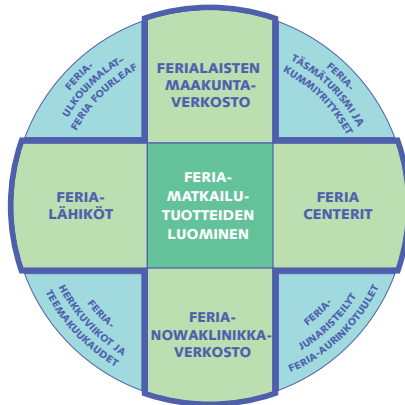 FERIA-
ULKOUIMALAT–
FERIA FOURLEAF
FERIALAISTEN
MAAKUNTA-
VERKOSTO
FERIA-
TÄSMÄTURISMI JA
KUMMIYRITYKSET
FERIA-
LÄHIKÖT
FERIA-
MATKAILU-
TUOTTEIDEN
LUOMINEN
FERIA
CENTERIT
FERIA-
HERKKUVIIKOT JA
TEEMAKUUKAUDET
FERIA-
NOWAKLINIKKA-
VERKOSTO
FERIA-
JUNARISTEILYT
FERIA-AURINKOTUULET